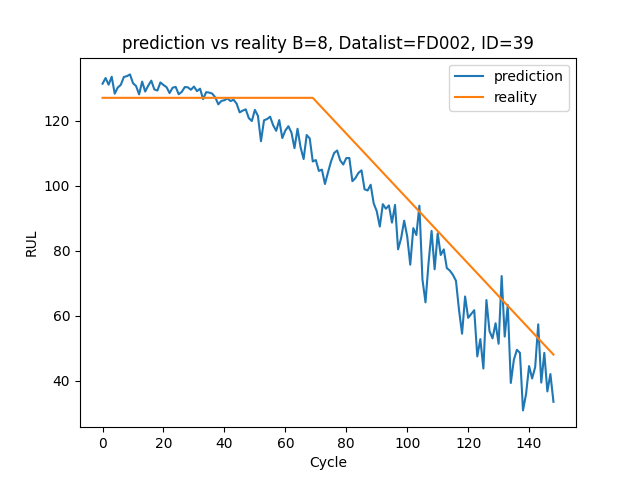 prediction vs reality B=8, Datalist=FD002, ID=39
prediction
reality
RUL
120
100
80
60
40
0 20 40 60 80 100 120 140
Cycle